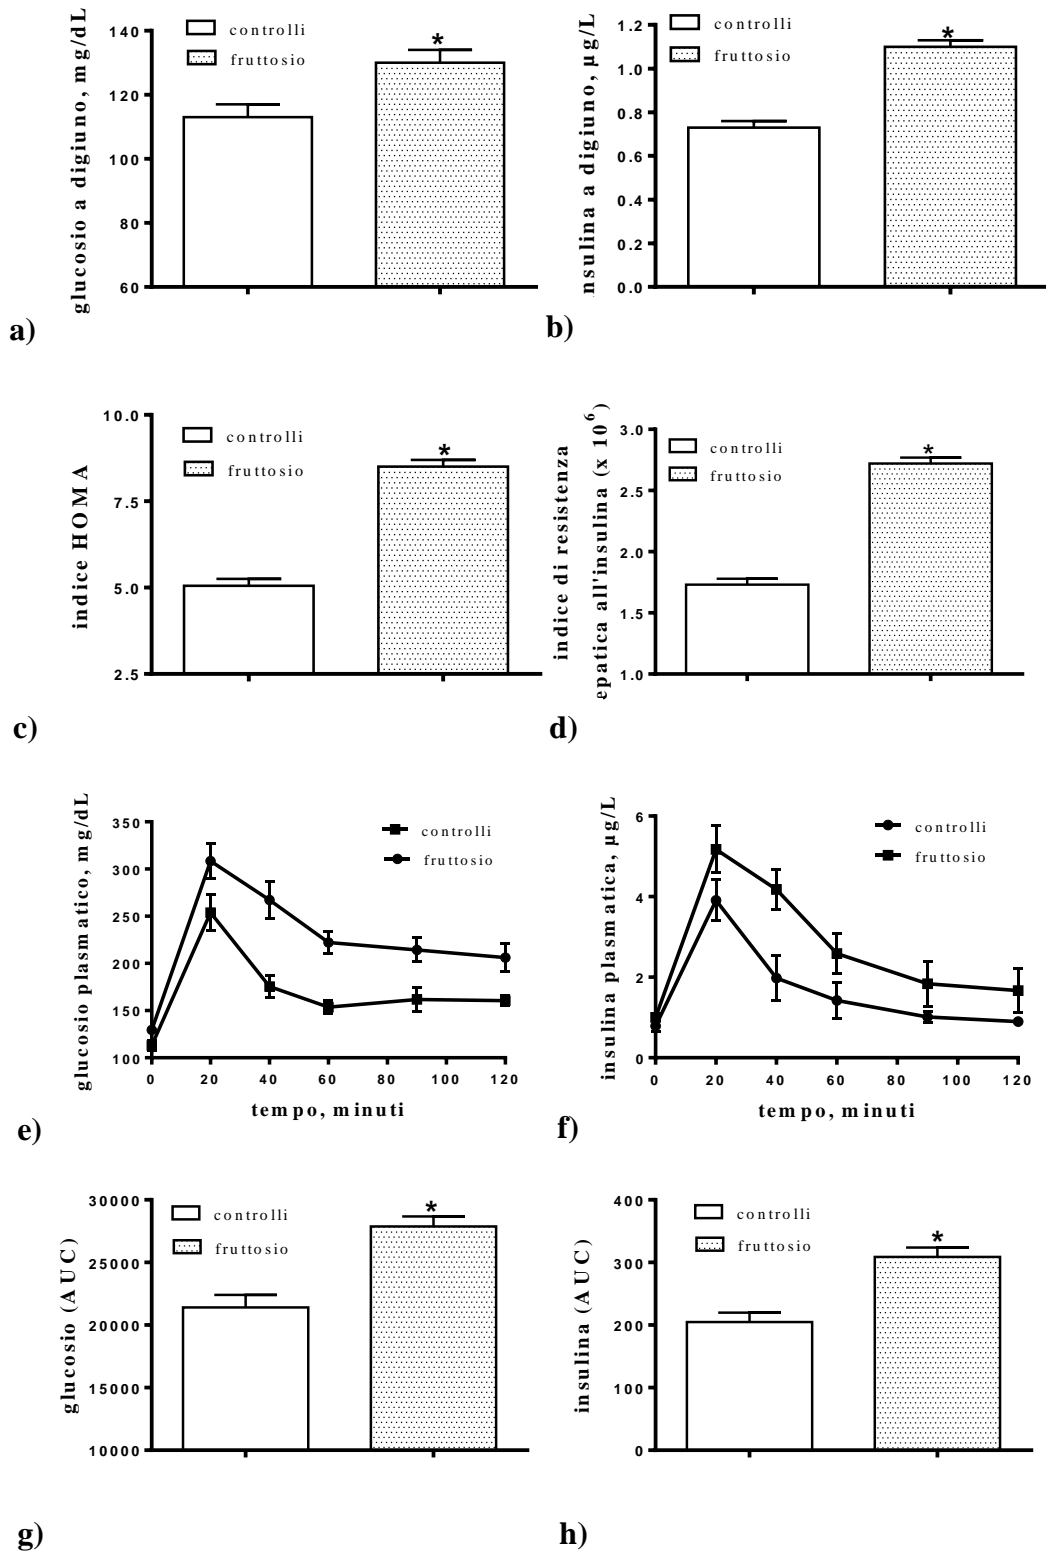 glucosio a digiuno, mg/dL
140
120
100
80
60
controlli
fruttosio
*
a)
nsulina a digiuno, µg/L
1.2
1.0
0.8
0.6
0.4
0.2
0.0
controlli
fruttosio
*
b)
indice HOMA
10.0
7.5
5.0
2.5
controlli
fruttosio
*
c)
indice di resistenza
epatica all'insulina (x 10⁶)
3.0
2.5
2.0
1.5
1.0
controlli
fruttosio
*
d)
glucosio plasmatico, mg/dL
350
300
250
200
150
100
controlli
fruttosio
0 20 40 60 80 100 120
tempo, minuti
e)
insulina plasmatica, µg/L
6
4
2
0
controlli
fruttosio
0 20 40 60 80 100 120
tempo, minuti
f)
glucosio (AUC)
30000
25000
20000
15000
10000
controlli
fruttosio
*
g)
insulina (AUC)
400
300
200
100
0
controlli
fruttosio
*
h)